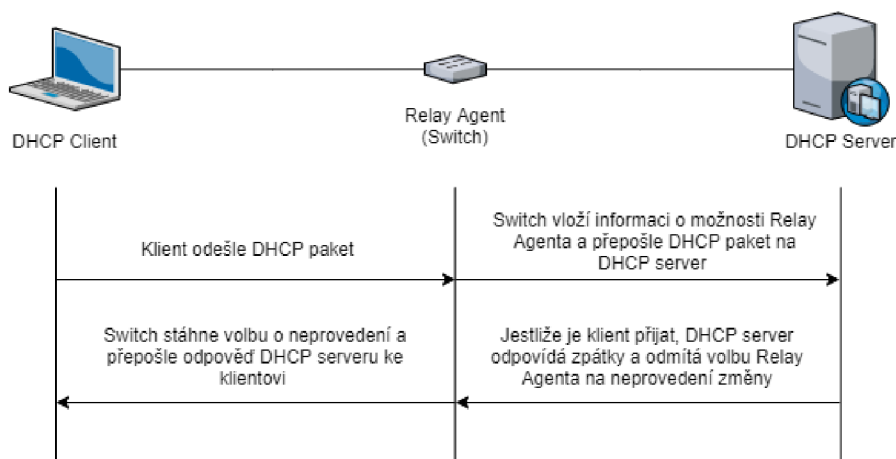 DHCP Client
Relay Agent
(Switch)
DHCP Server
Klient odešle DHCP paket
Switch vloží informaci o možnosti Relay
Agenta a přepošle DHCP paket na
DHCP server
Switch stáhne volbu o neprovedení a
přepošle odpověď DHCP serveru ke
klientovi
Jestliže je klient přijat, DHCP server
odpovídá zpátky a odmítá volbu Relay
Agenta na neprovedení změny